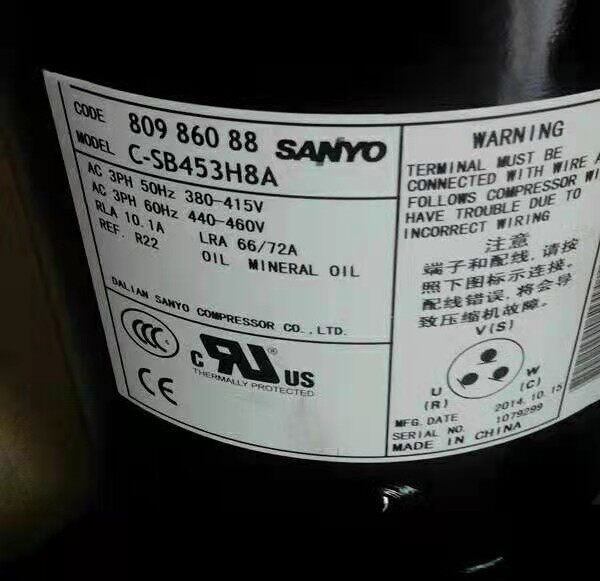 CODE 809 860 88 SANYO
MODEL C-SB453H8A
AC 3PH 50Hz 380-415V
AC 3PH 60Hz 440-460V
RLA 10.1A LRA 66/72A
REF. R22 OIL MINERAL OIL
DALIAN SANYO COMPRESSOR CO., LTD.
CCC
c RU ® US
THERMALLY PROTECTED
CE
WARNING
TERMINAL MUST BE
CONNECTED WITH WIRE
FOLLOWS COMPRESSOR
HAVE TROUBLE DUE TO
INCORRECT WIRING
注意
端子和配线,请按
照下图标示连接。
配线错误,将会导
致压缩机故障。
V(S)
U W
(R) (C)
MFG. DATE 2014.10.15
SERIAL NO. 1079299
MADE IN CHINA